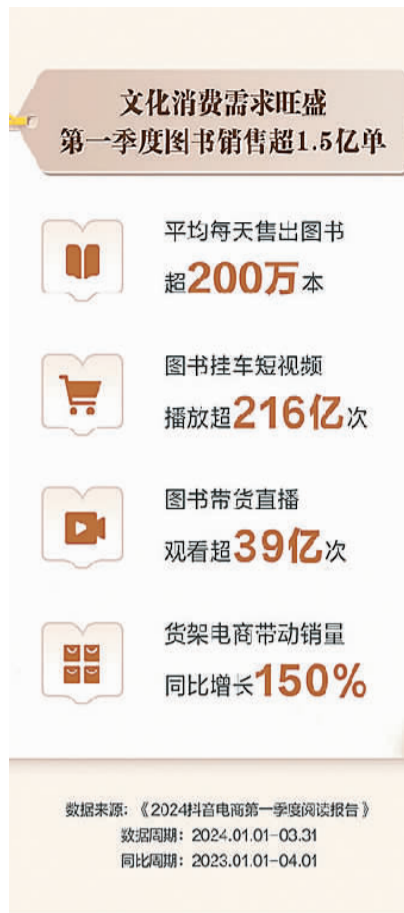 文化消费需求旺盛
第一季度图书销售超1.5亿单
平均每天售出图书
超200万本
图书挂车短视频
播放超216亿次
图书带货直播
观看超39亿次
货架电商带动销量
同比增长150%
数据来源：《2024抖音电商第一季度阅读报告》
数据周期：2024.01.01-03.31
同比周期：2023.01.01-04.01